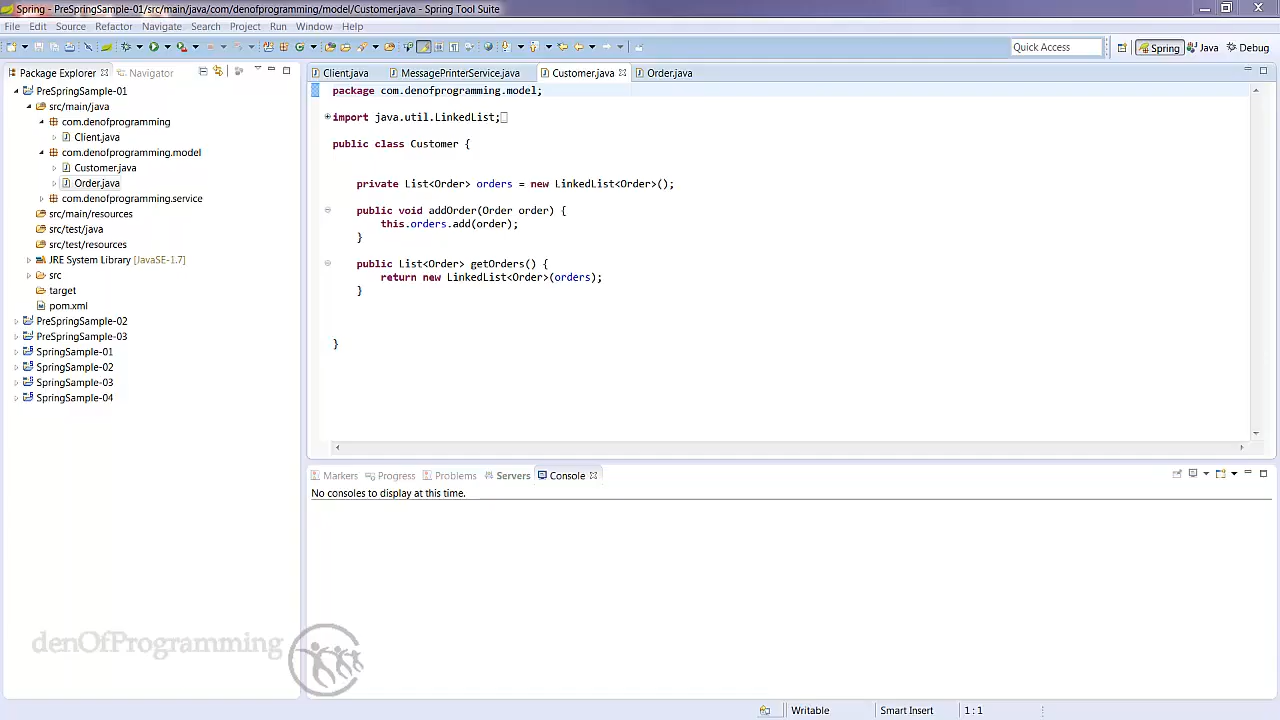 Spring - PreSpringSample-01/src/main/java/com/denofprogramming/model/Customer.java - Spring Tool Suite
File Edit Source Refactor Navigate Search Project Run Window Help
Quick Access
Spring Java Debug
Package Explorer Navigator
PreSpringSample-01
src/main/java
com.denofprogramming
Client.java
com.denofprogramming.model
Customer.java
Order.java
com.denofprogramming.service
src/main/resources
src/test/java
src/test/resources
JRE System Library [JavaSE-1.7]
src
target
pom.xml
PreSpringSample-02
PreSpringSample-03
SpringSample-01
SpringSample-02
SpringSample-03
SpringSample-04
Client.java MessagePrinterService.java Customer.java Order.java
package com.denofprogramming.model;
import java.util.LinkedList;
public class Customer {
private List<Order> orders = new LinkedList<Order>();
public void addOrder(Order order) {
this.orders.add(order);
}
public List<Order> getOrders() {
return new LinkedList<Order>(orders);
}
}
Markers Progress Problems Servers Console
No consoles to display at this time.
denOfProgramming
Writable Smart Insert 1 : 1